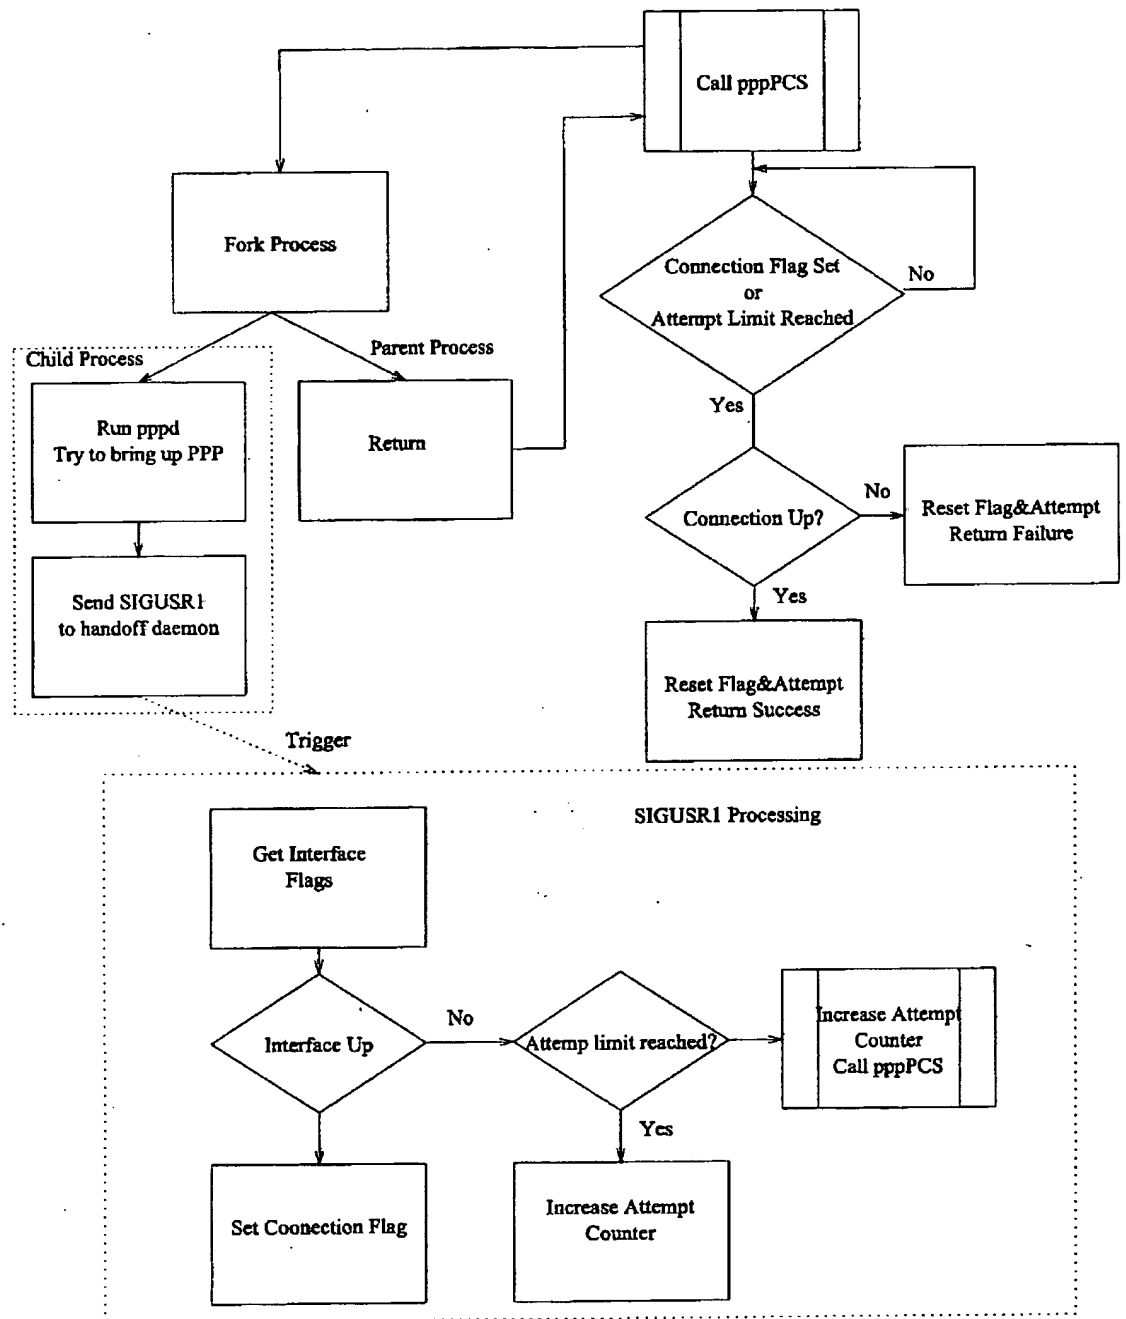 Call pppPCS
Fork Process
Connection Flag Set
or
Attempt Limit Reached
No
Child Process
Parent Process
Run pppd
Try to bring up PPP
Return
Yes
Connection Up?
No
Reset Flag&Attempt
Return Failure
Send SIGUSR1
to handoff daemon
Yes
Reset Flag&Attempt
Return Success
Trigger
SIGUSR1 Processing
Get Interface
Flags
Interface Up
No
Attemp limit reached?
Increase Attempt
Counter
Call pppPCS
Yes
Set Coonection Flag
Increase Attempt
Counter